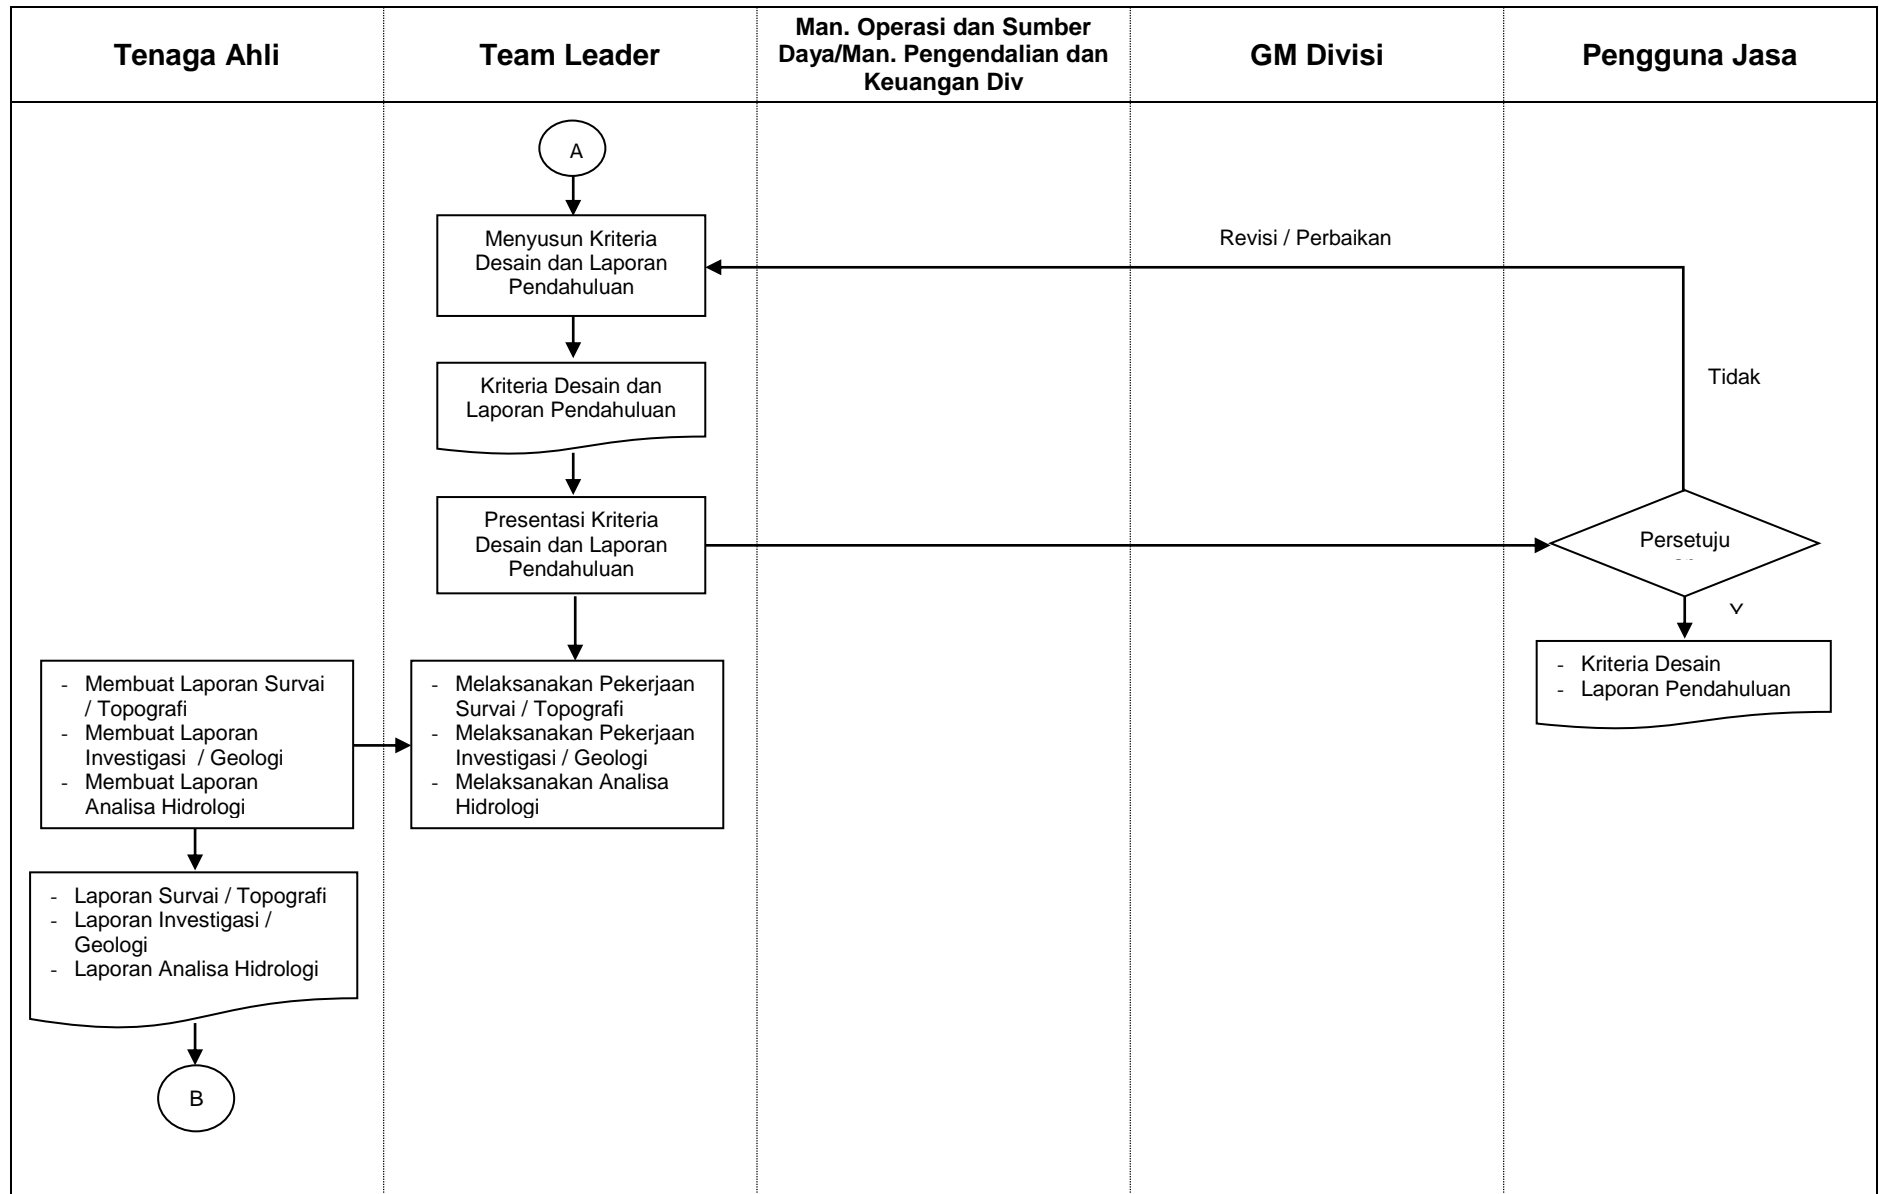 Tenaga Ahli
Team Leader
Man. Operasi dan Sumber
Daya/Man. Pengendalian dan
Keuangan Div
GM Divisi
Pengguna Jasa
A
Menyusun Kriteria
Desain dan Laporan
Pendahuluan
Revisi / Perbaikan
Tidak
Kriteria Desain dan
Laporan Pendahuluan
Presentasi Kriteria
Desain dan Laporan
Pendahuluan
Persetuju
- Kriteria Desain
- Laporan Pendahuluan
- Membuat Laporan Survai
/ Topografi
- Membuat Laporan
Investigasi / Geologi
- Membuat Laporan
Analisa Hidrologi
- Melaksanakan Pekerjaan
Survai / Topografi
- Melaksanakan Pekerjaan
Investigasi / Geologi
- Melaksanakan Analisa
Hidrologi
- Laporan Survai / Topografi
- Laporan Investigasi /
Geologi
- Laporan Analisa Hidrologi
B